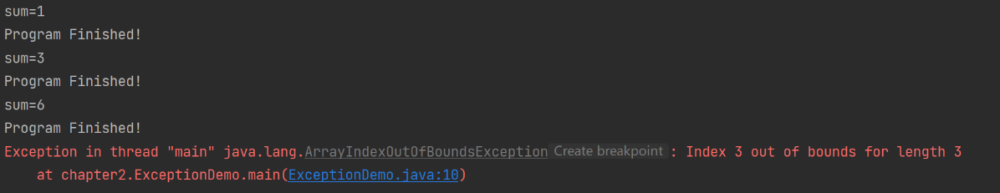 sum=1
Program Finished!
sum=3
Program Finished!
sum=6
Program Finished!
Exception in thread "main" java.lang.ArrayIndexOutOfBoundsException Create breakpoint : Index 3 out of bounds for length 3
at chapter2.ExceptionDemo.main(ExceptionDemo.java:10)